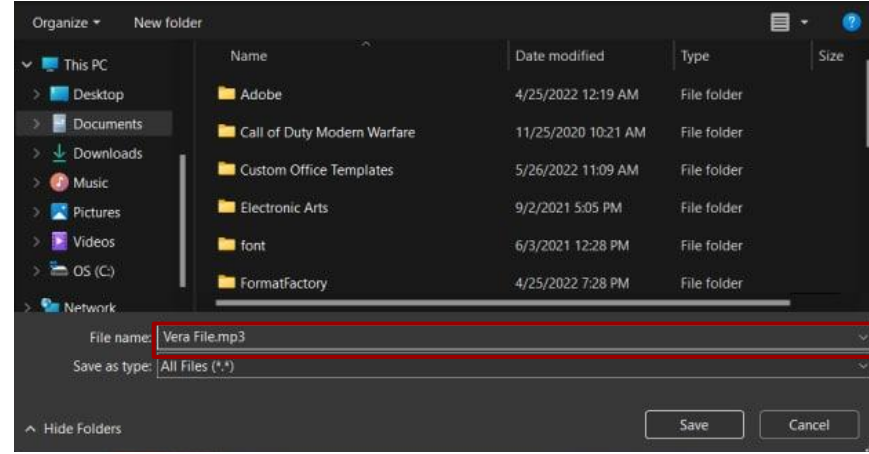 Organize New folder
Name Date modified Type Size
This PC
Desktop
Documents
Downloads
Music
Pictures
Videos
OS (C:)
Network
Adobe 4/25/2022 12:19 AM File folder
Call of Duty Modern Warfare 11/25/2020 10:21 AM File folder
Custom Office Templates 5/26/2022 11:09 AM File folder
Electronic Arts 9/2/2021 5:05 PM File folder
font 6/3/2021 12:28 PM File folder
FormatFactory 4/25/2022 7:28 PM File folder
File name: Vera File.mp3
Save as type: All Files (*.*)
Hide Folders Save Cancel